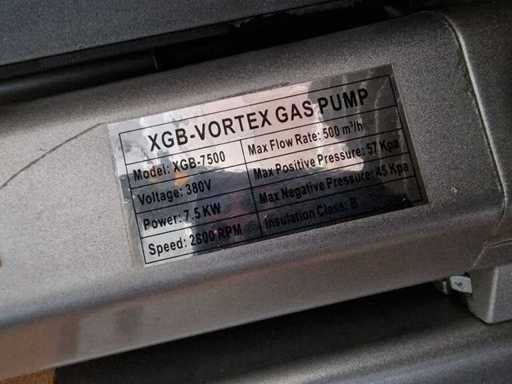 XGB-VORTEX GAS PUMP
Model: XGB-7500 Max Flow Rate: 500 m³/h
Voltage: 380V Max Positive Pressure: 57 Kpa
Power: 7.5 KW Max Negative Pressure: 45 Kpa
Speed: 2800 RPM Insulation Class: B